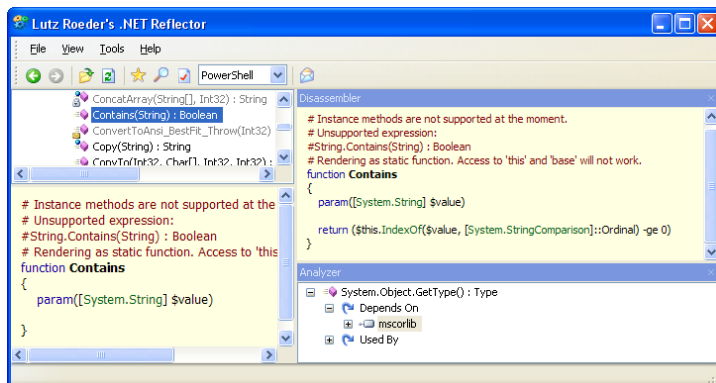 Lutz Roeder's .NET Reflector
File View Tools Help
PowerShell
ConcatArray(String[], Int32) : String
Contains(String) : Boolean
ConvertToAnsi_BestFit_Throw(Int32)
Copy(String) : String
CopyTo(Int32, Char[], Int32, Int32) :
# Instance methods are not supported at the
# Unsupported expression:
#String.Contains(String) : Boolean
# Rendering as static function. Access to 'this
function Contains
{
param([System.String] $value)
}
Disassembler
# Instance methods are not supported at the moment.
# Unsupported expression:
#String.Contains(String) : Boolean
# Rendering as static function. Access to 'this' and 'base' will not work.
function Contains
{
param([System.String] $value)
return ($this.IndexOf($value, [System.StringComparison]::Ordinal) -ge 0)
}
Analyzer
System.Object.GetType() : Type
Depends On
mscorlib
Used By